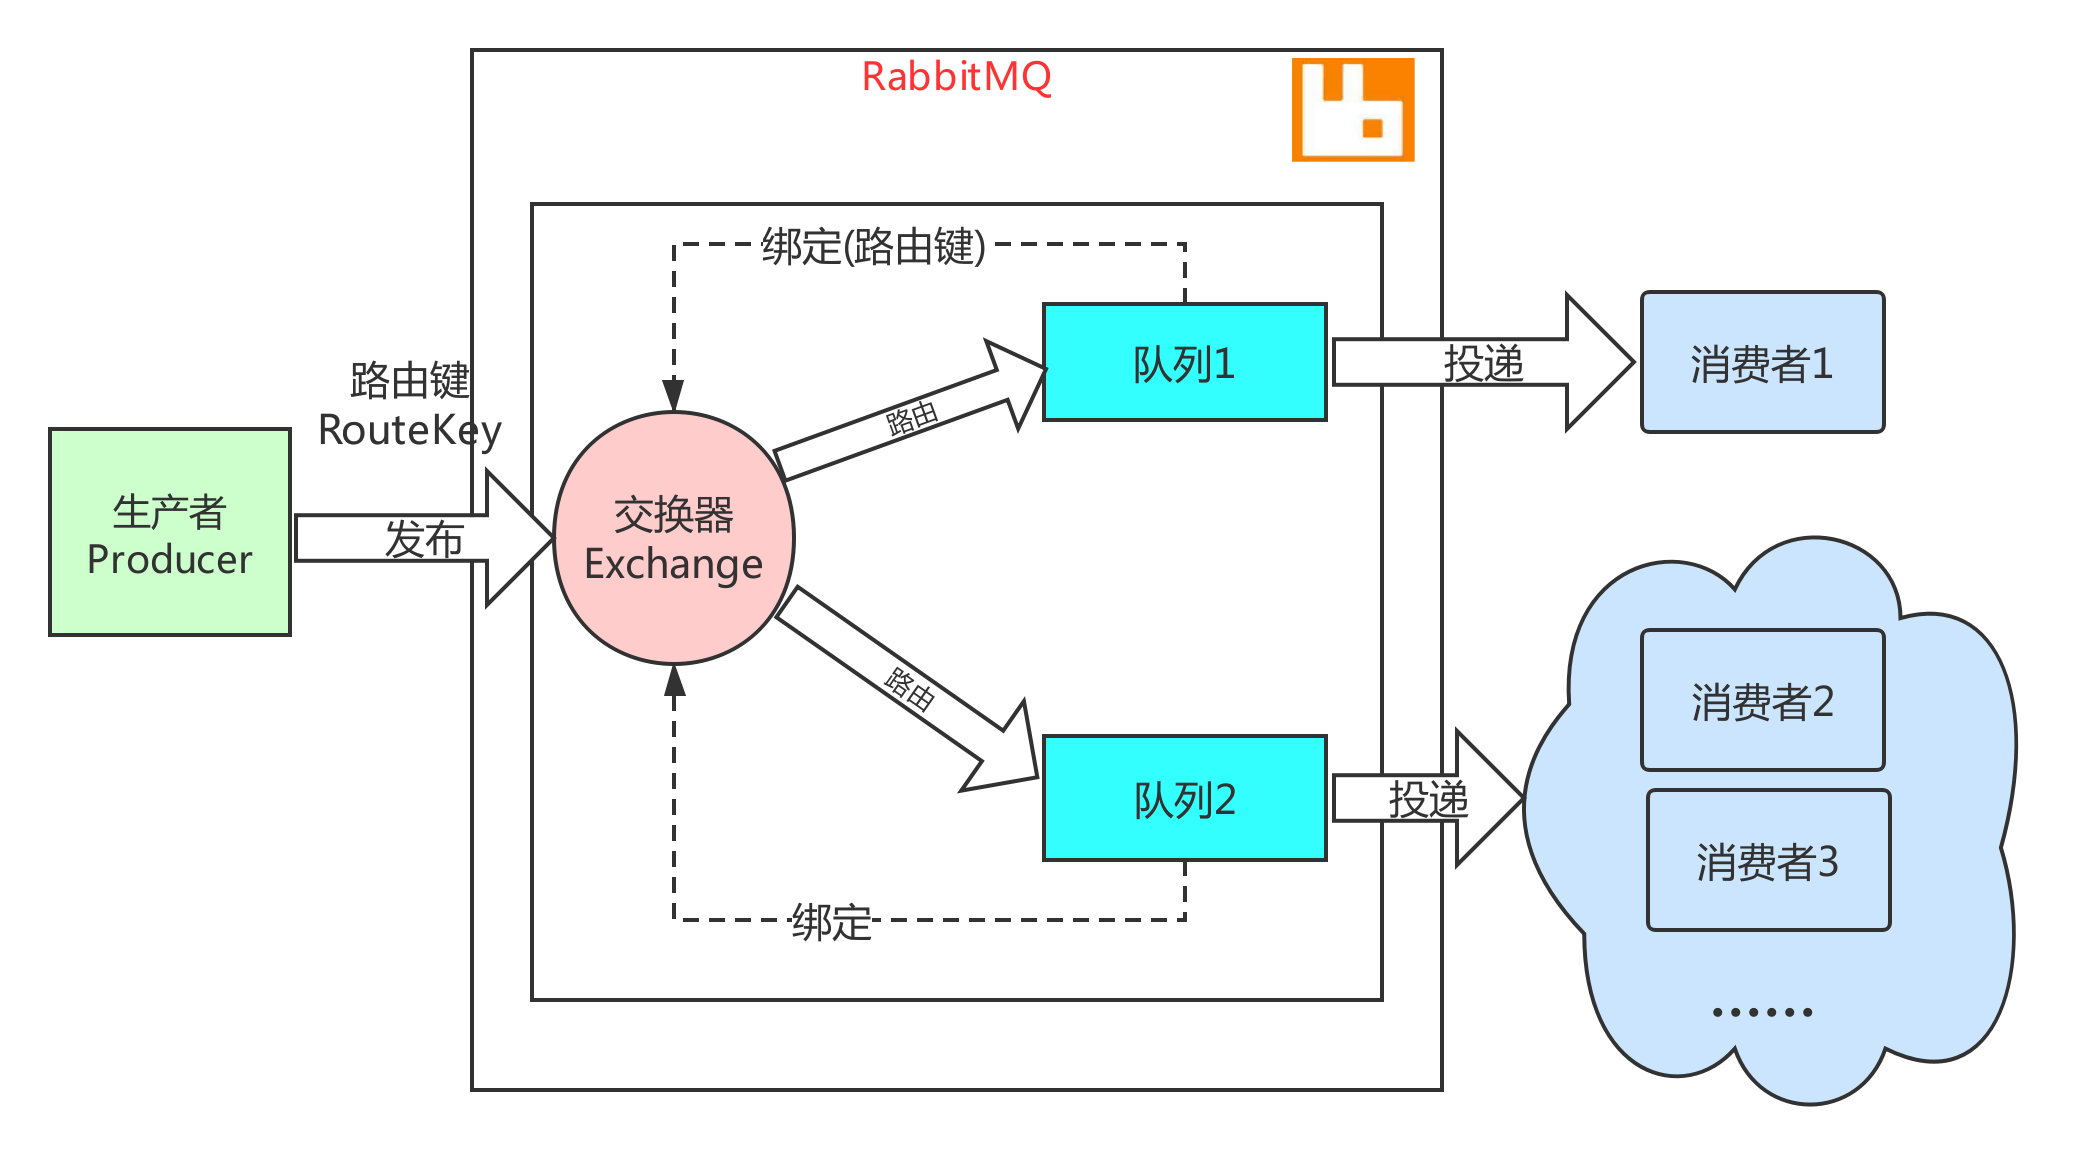 RabbitMQ
绑定(路由键)
路由键
RouteKey
生产者
Producer
发布
交换器
Exchange
路由
路由
队列1
队列2
绑定
投递
投递
消费者1
消费者2
消费者3
······